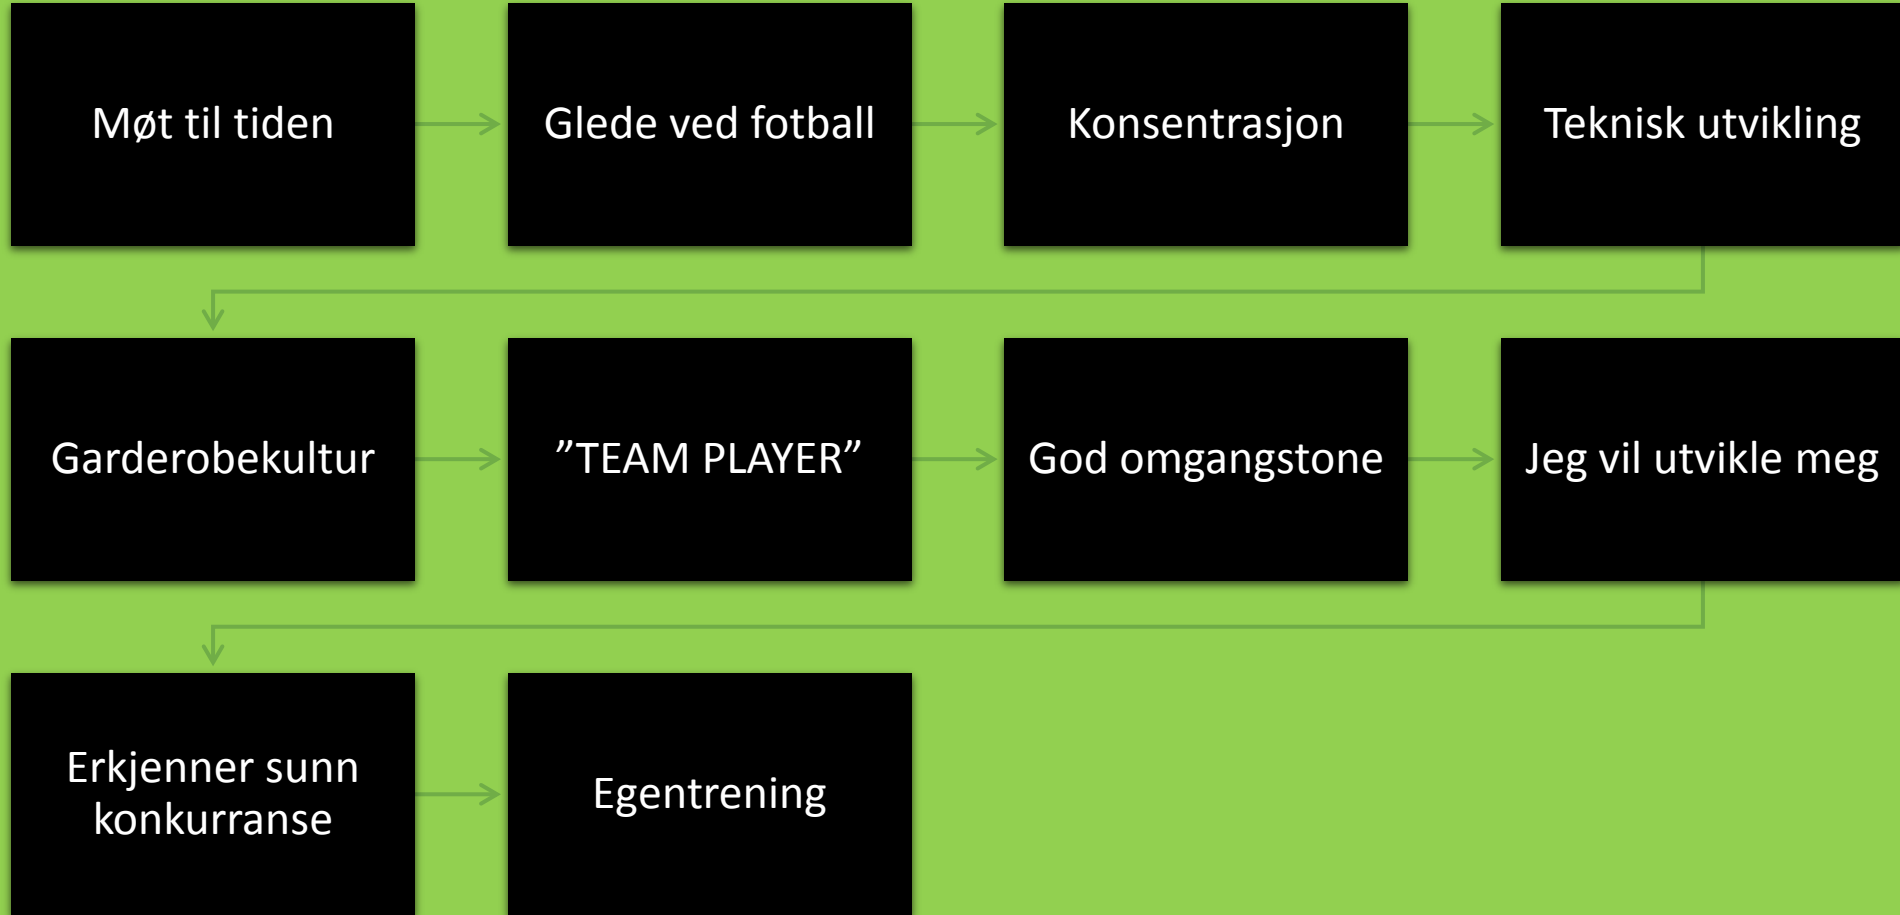 Møt til tiden
Glede ved fotball
Konsentrasjon
Teknisk utvikling
Garderobekultur
”TEAM PLAYER”
God omgangstone
Jeg vil utvikle meg
Erkjenner sunn
konkurranse
Egentrening